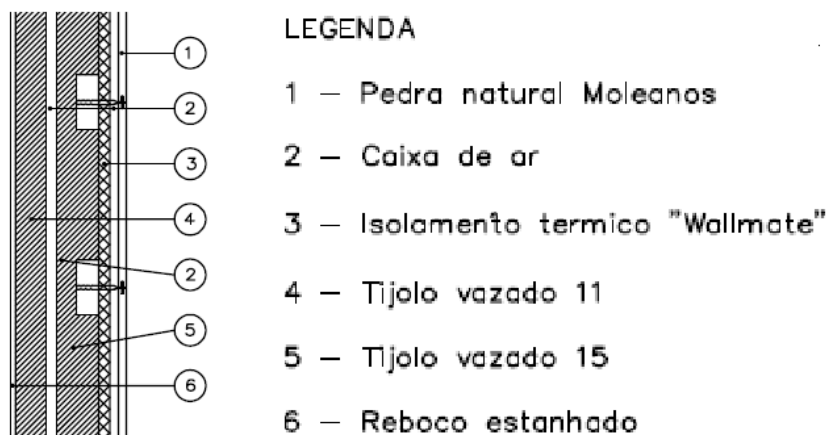 LEGENDA
1
1 – Pedra natural Moleanos
2
2 – Caixa de ar
3
3 – Isolamento termico "Wallmate"
4
4 – Tijolo vazado 11
2
5
5 – Tijolo vazado 15
6
6 – Reboco estanhado